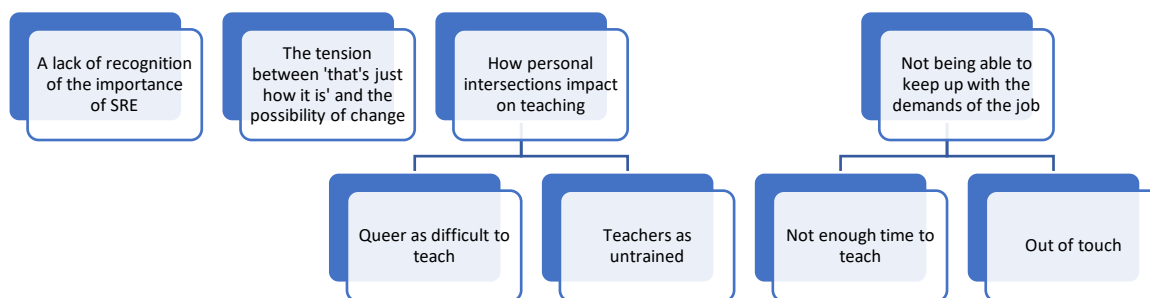 A lack of recognition
of the importance
of SRE
The tension
between 'that's just
how it is' and the
possibility of change
How personal
intersections impact
on teaching
Not being able to
keep up with the
demands of the job
Queer as difficult to
teach
Teachers as
untrained
Not enough time to
teach
Out of touch